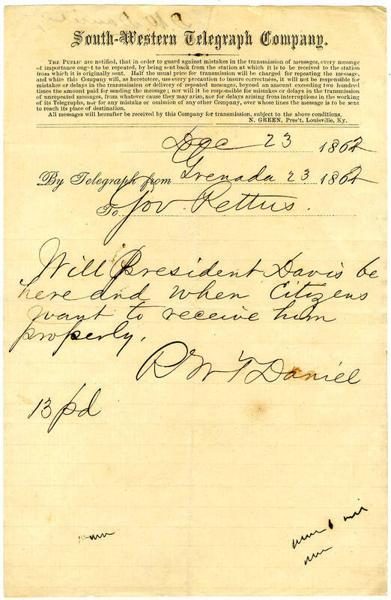 South-Western Telegraph Company.
THE PUBLIC are notified, that in order to guard against mistakes in the transmission of messages, every message
of importance ought to be repeated, by being sent back from the station at which it is to be received to the station
from which it is originally sent. Half the usual price for transmission will be charged for repeating the message,
and while this Company will, as heretofore, use every precaution to insure correctness, it will not be responsible for
mistakes or delays in the transmission or delivery of repeated messages, beyond an amount exceeding two hundred
times the amount paid for sending the message; nor will it be responsible for mistakes or delays in the transmission of
unrepeated messages, from whatever cause they may arise, nor for delays arising from interruptions in the working
of its Telegraphs, nor for any mistake or omission of any other Company, over whose lines the message is to be sent
to reach its place of destination.
All messages will hereafter be received by this Company for transmission, subject to the above conditions.
N. GREEN, Pres't, Louisville, Ky.
Dec 23 1862
By Telegraph from Grenada 23 1862
To Gov Pettus.
Will President Davis be
here and when Citizens
want to receive him
properly.
R W T Daniel
13 pd